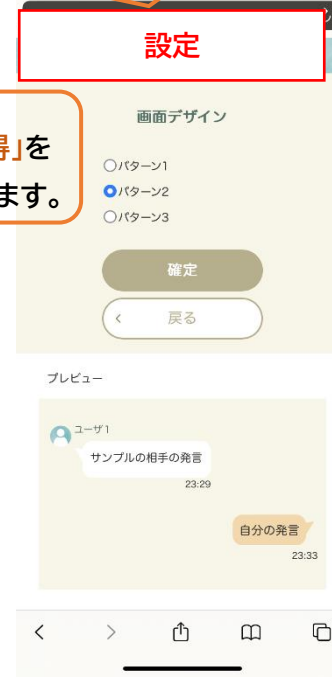 設定
画面デザイン
得」を
ます。
パターン1
パターン2
パターン3
確定
戻る
プレビュー
ユーザ1
サンプルの相手の発言
23:29
自分の発言
23:33